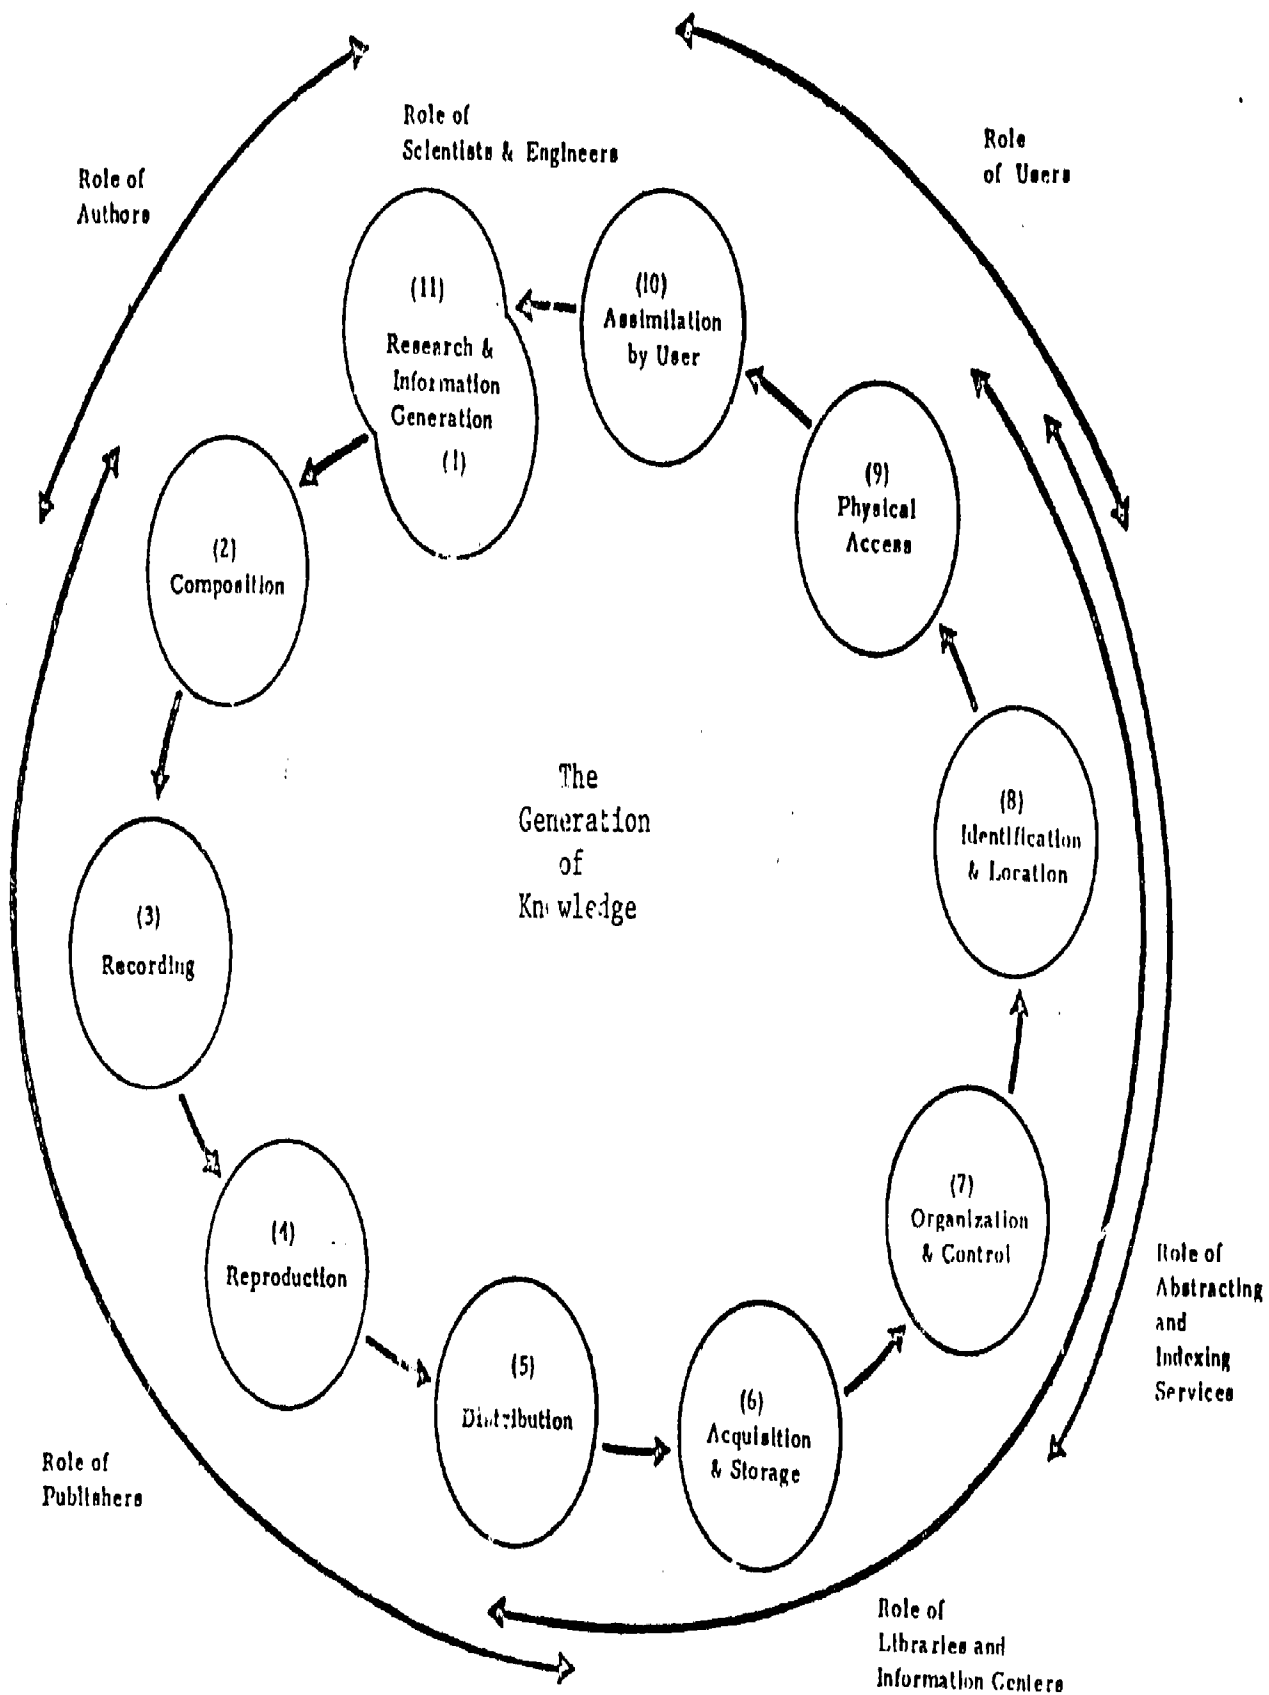 Role of
Scientists & Engineers
Role of
Authors
Role
of Users
(11)
Research &
Information
Generation
(1)
(10)
Assimilation
by User
(9)
Physical
Access
(2)
Composition
(8)
Identification
& Location
The
Generation
of
Knowledge
(3)
Recording
(7)
Organization
& Control
(4)
Reproduction
(5)
Distribution
(6)
Acquisition
& Storage
Role of
Abstracting
and
Indexing
Services
Role of
Publishers
Role of
Libraries and
Information Centers